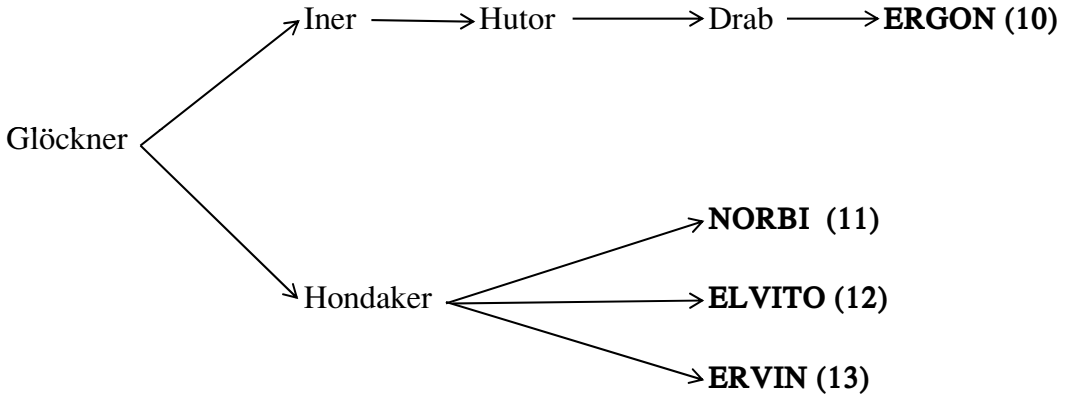 Iner Hutor Drab ERGON (10)
Glöckner
NORBI (11)
Hondaker ELVITO (12)
ERVIN (13)